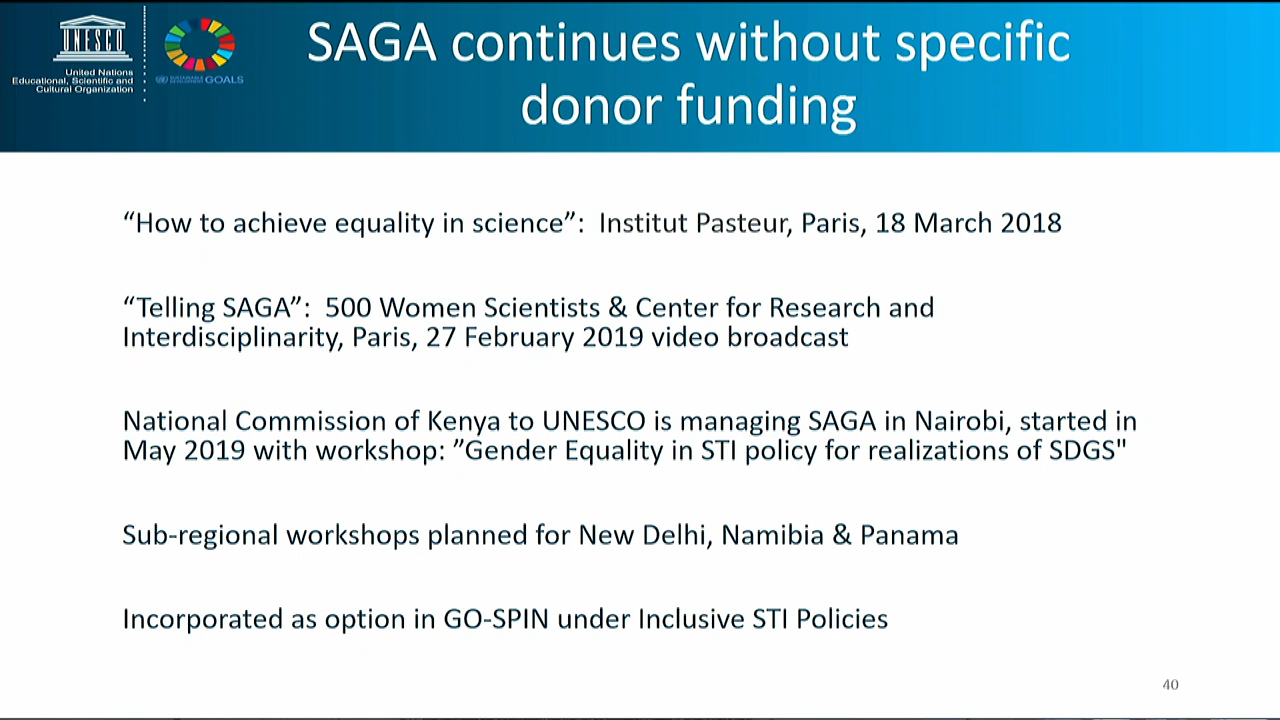 UNESCO
United Nations
Educational, Scientific and
Cultural Organization
SUSTAINABLE DEVELOPMENT GOALS
SAGA continues without specific
donor funding
“How to achieve equality in science”:  Institut Pasteur, Paris, 18 March 2018
“Telling SAGA”:  500 Women Scientists & Center for Research and
Interdisciplinarity, Paris, 27 February 2019 video broadcast
National Commission of Kenya to UNESCO is managing SAGA in Nairobi, started in
May 2019 with workshop: ”Gender Equality in STI policy for realizations of SDGS"
Sub-regional workshops planned for New Delhi, Namibia & Panama
Incorporated as option in GO-SPIN under Inclusive STI Policies
40